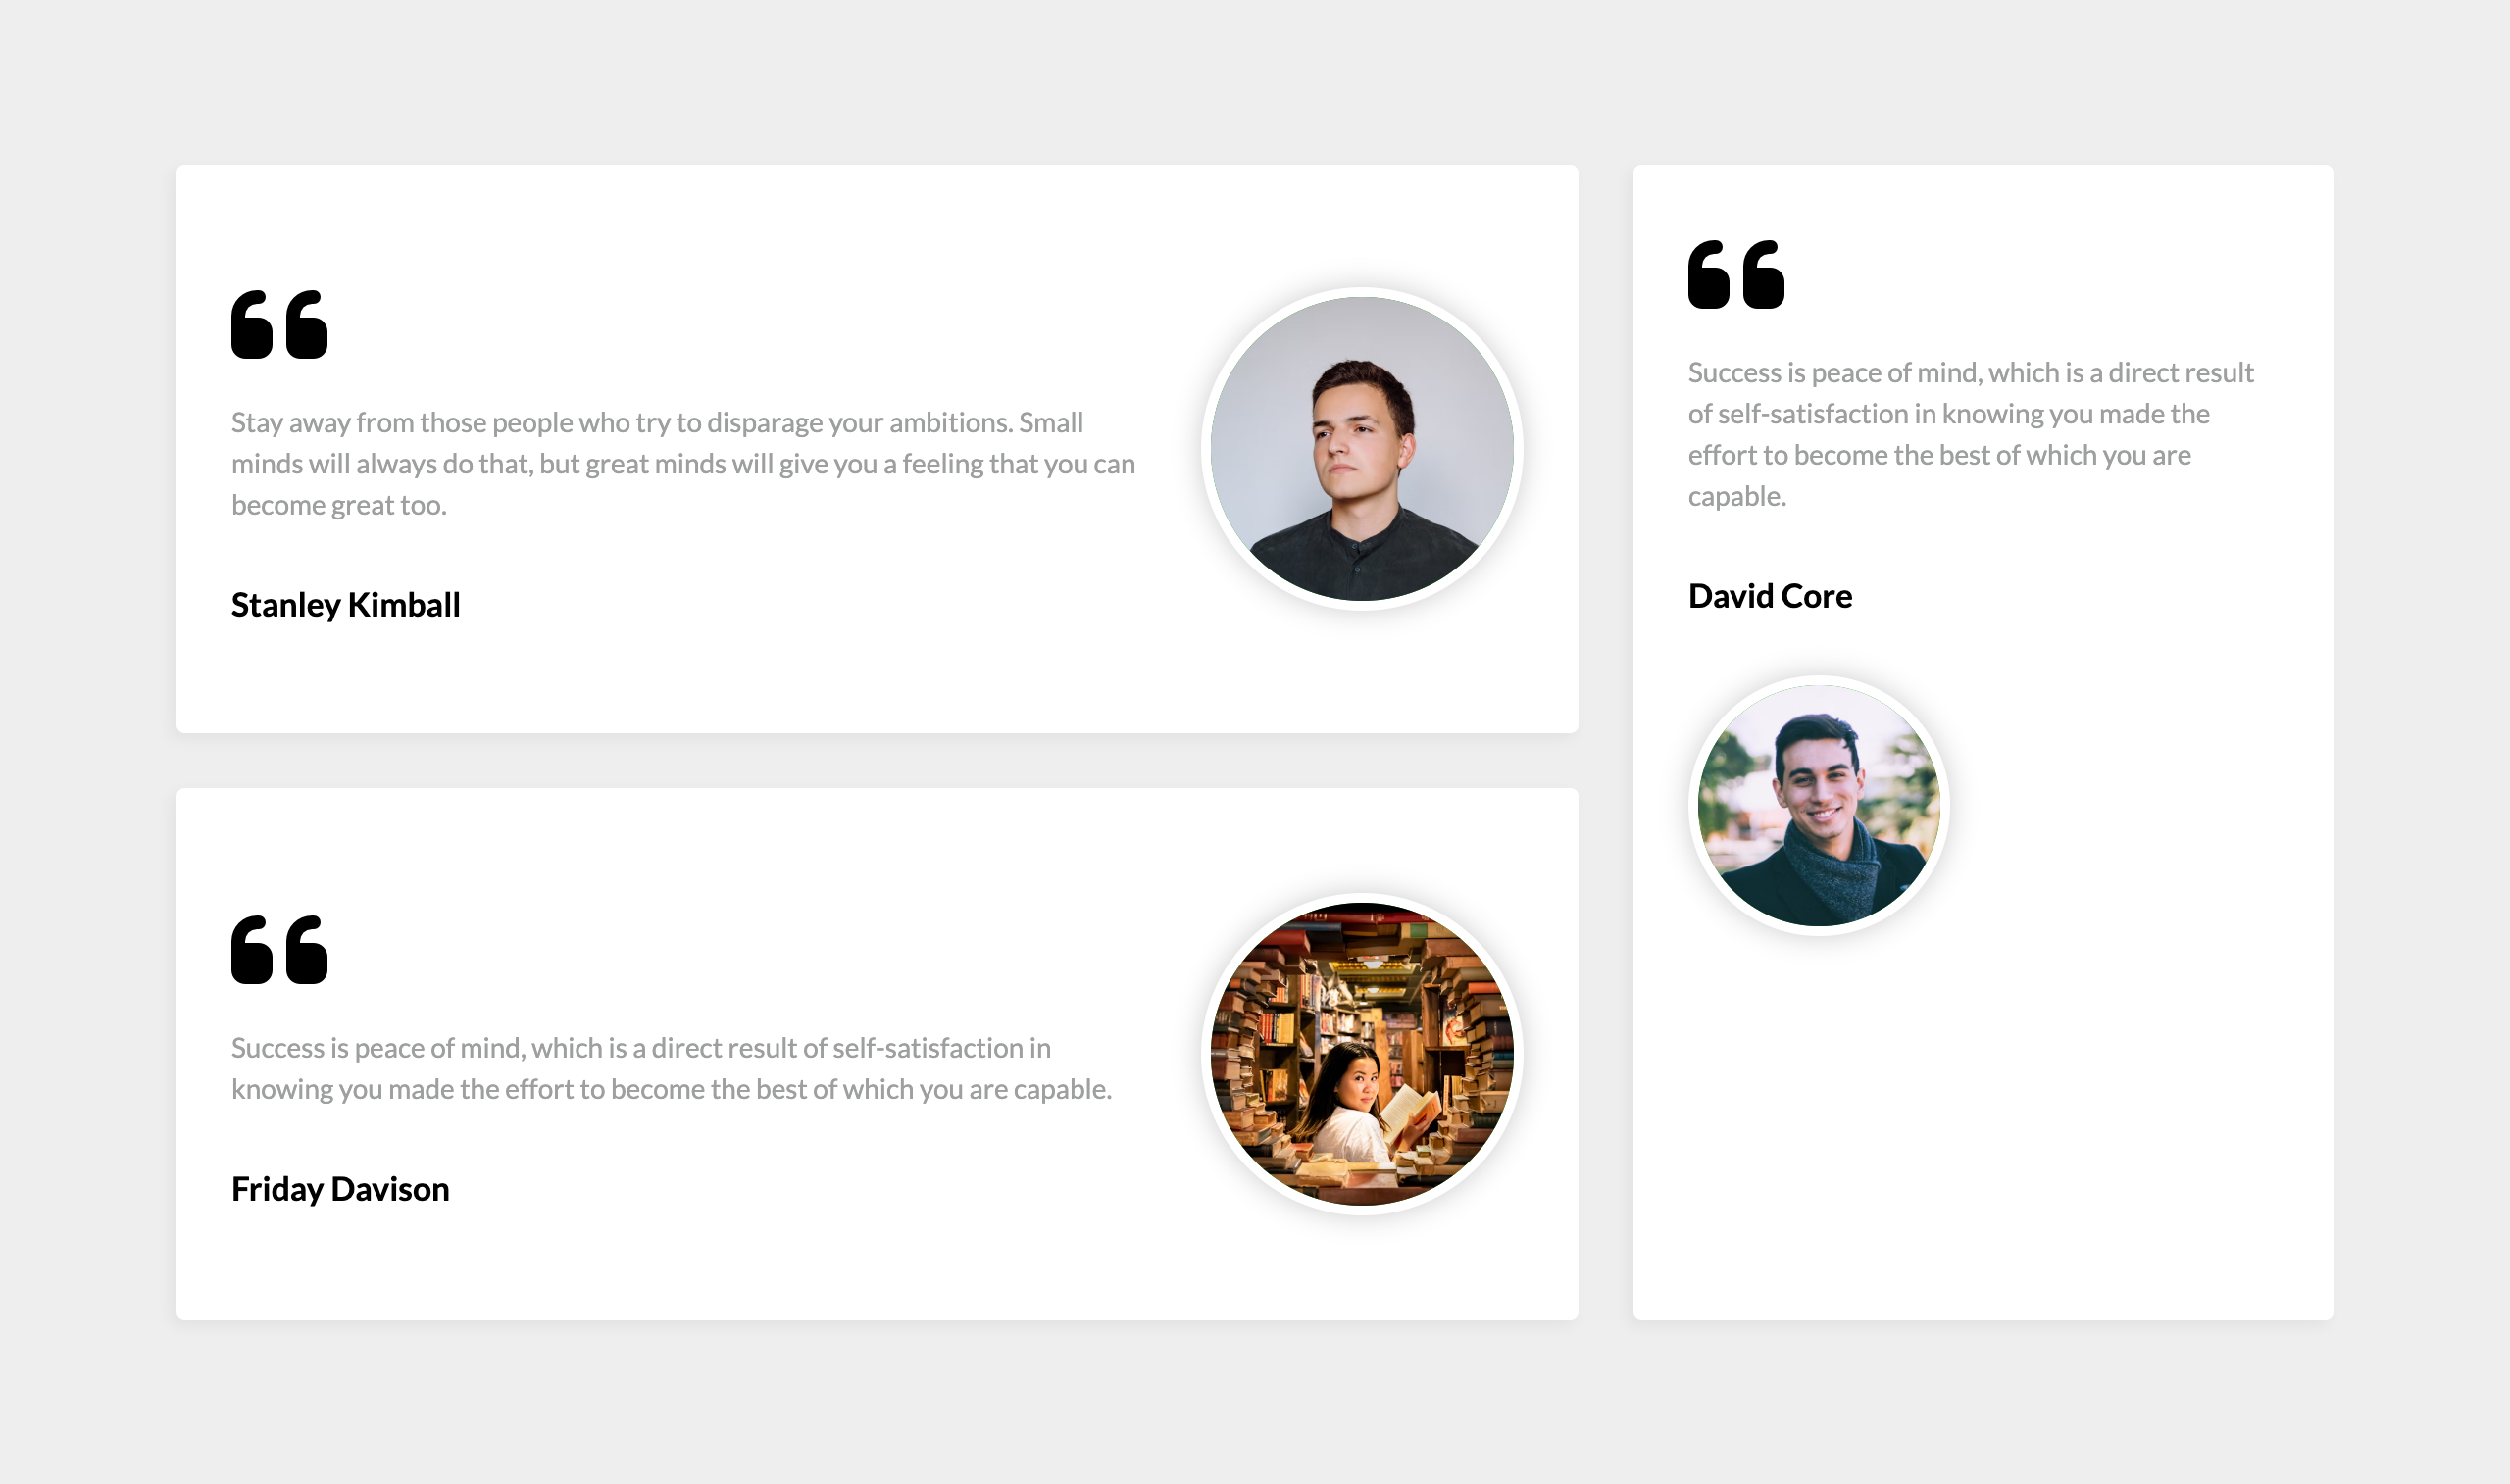 Stay away from those people who try to disparage your ambitions. Small
minds will always do that, but great minds will give you a feeling that you can
become great too.
Stanley Kimball
Success is peace of mind, which is a direct result of self-satisfaction in
knowing you made the effort to become the best of which you are capable.
Friday Davison
Success is peace of mind, which is a direct result
of self-satisfaction in knowing you made the
effort to become the best of which you are
capable.
David Core